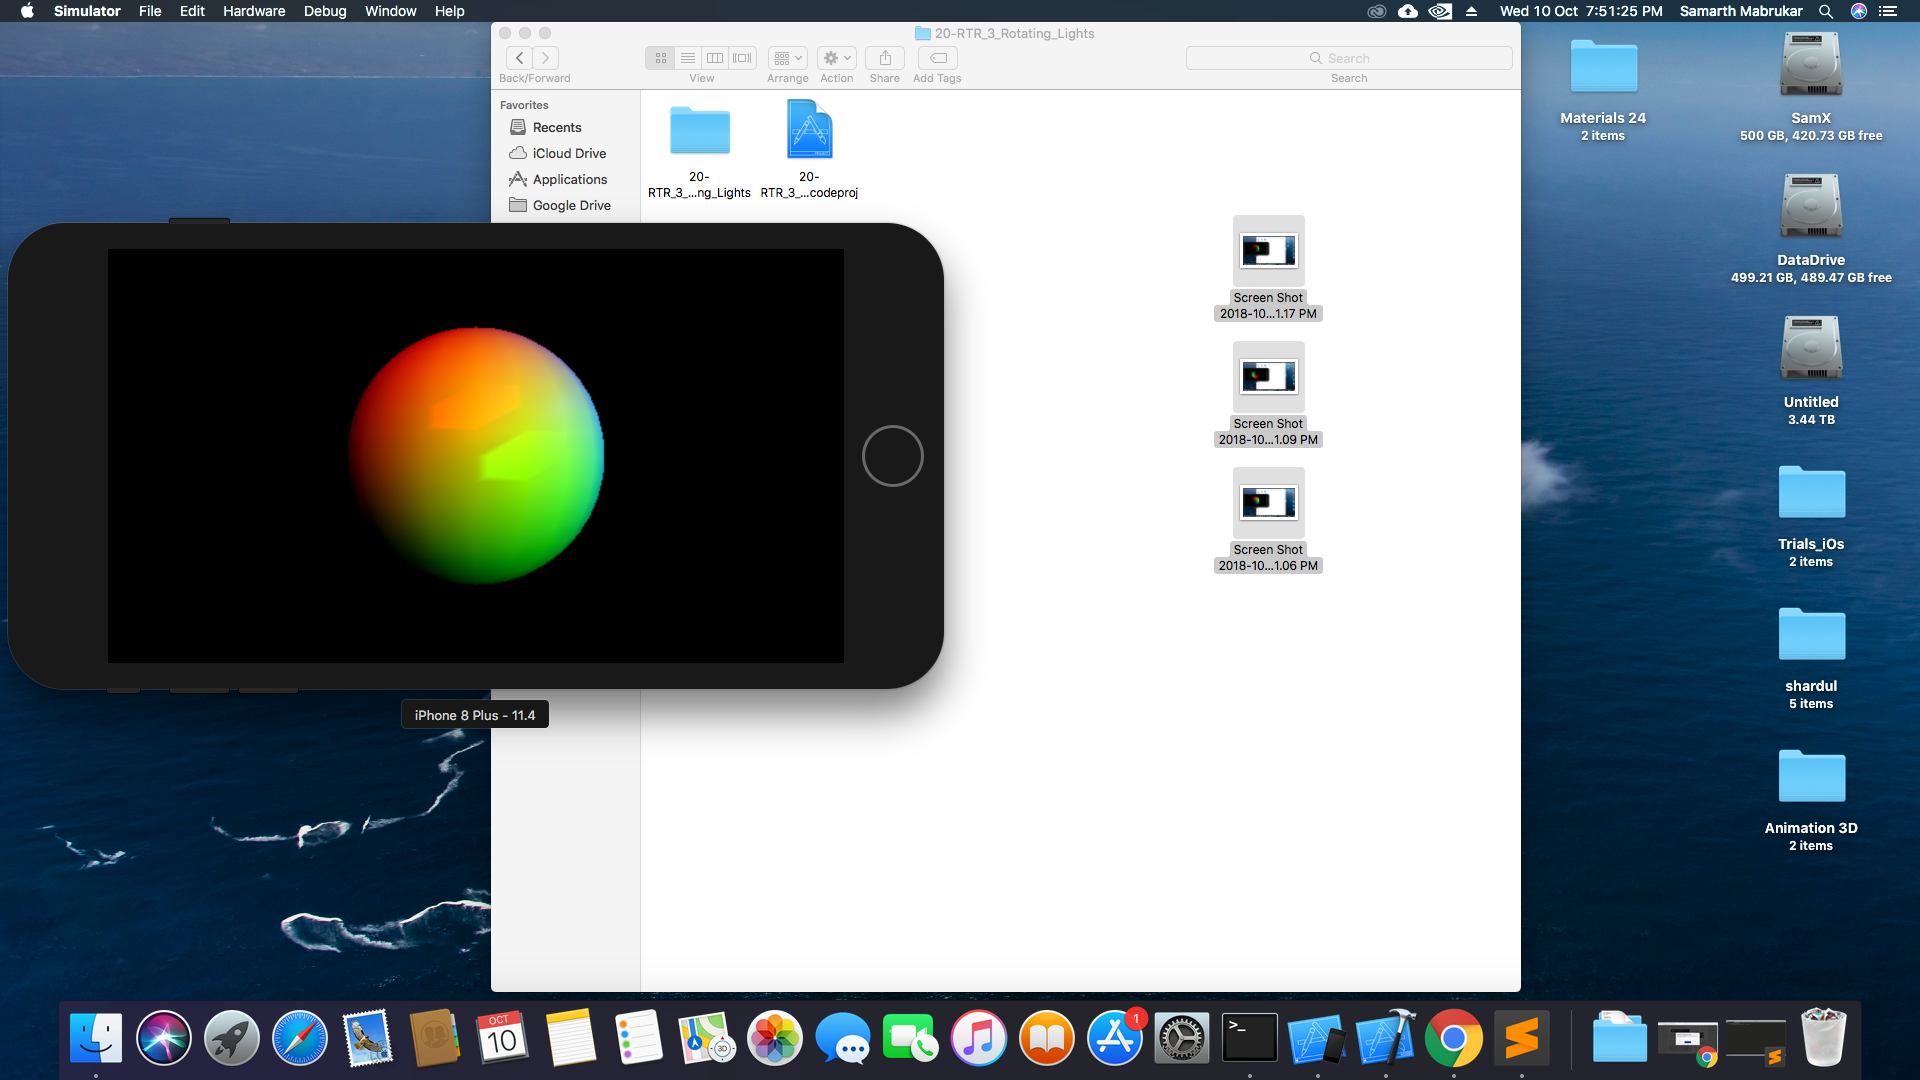 Simulator File Edit Hardware Debug Window Help
Wed 10 Oct 7:51:25 PM Samarth Mabrukar
20-RTR_3_Rotating_Lights
Search
Back/Forward View Arrange Action Share Add Tags Search
Favorites
Recents
iCloud Drive
Applications
Google Drive
20-
RTR_3_...ng_Lights
20-
RTR_3_...codeproj
PROJECT
Screen Shot
2018-10...1.17 PM
Screen Shot
2018-10...1.09 PM
Screen Shot
2018-10...1.06 PM
iPhone 8 Plus - 11.4
Materials 24
2 items
SamX
500 GB, 420.73 GB free
DataDrive
499.21 GB, 489.47 GB free
Untitled
3.44 TB
Trials_iOs
2 items
shardul
5 items
Animation 3D
2 items
OCT
10
3D
1
>_